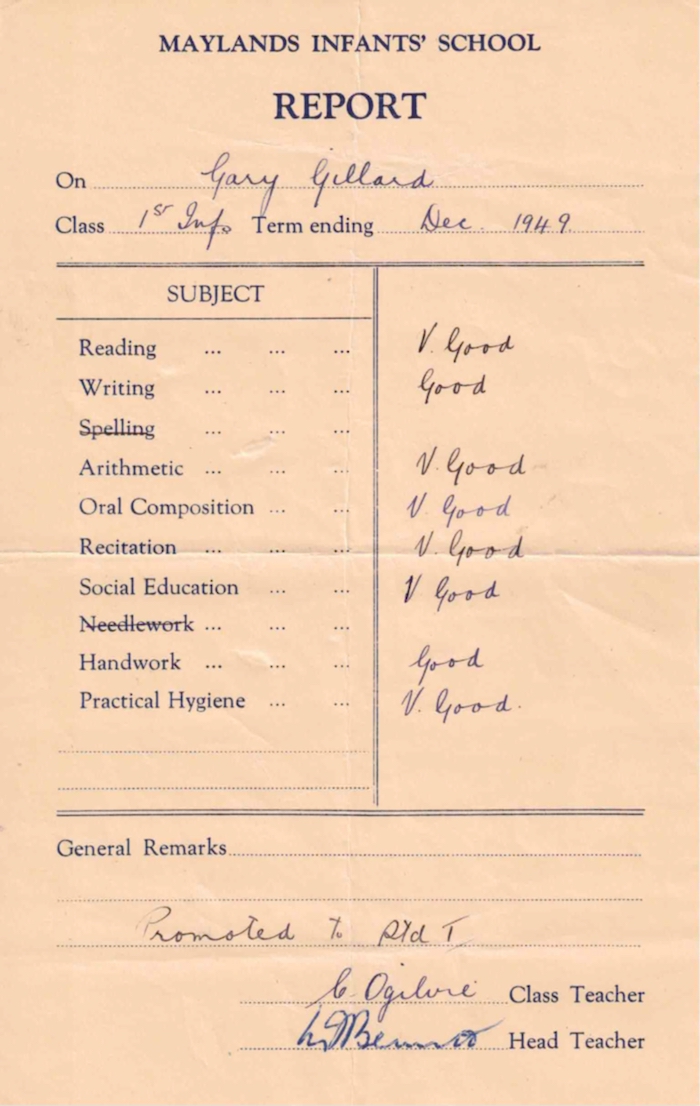 MAYLANDS INFANTS' SCHOOL
REPORT
On Gary Gillard
Class 1st Inf. Term ending Dec. 1949.
SUBJECT
Reading ... ... ... V. Good
Writing ... ... ... Good
Spelling ... ... ...
Arithmetic ... ... ... V. Good
Oral Composition ... ... V. Good
Recitation ... ... ... V. Good
Social Education ... ... V Good
Needlework ... ... ...
Handwork ... ... ... Good
Practical Hygiene ... ... V. Good.
General Remarks
Promoted to Std I
C. Ogilvie Class Teacher
Head Teacher